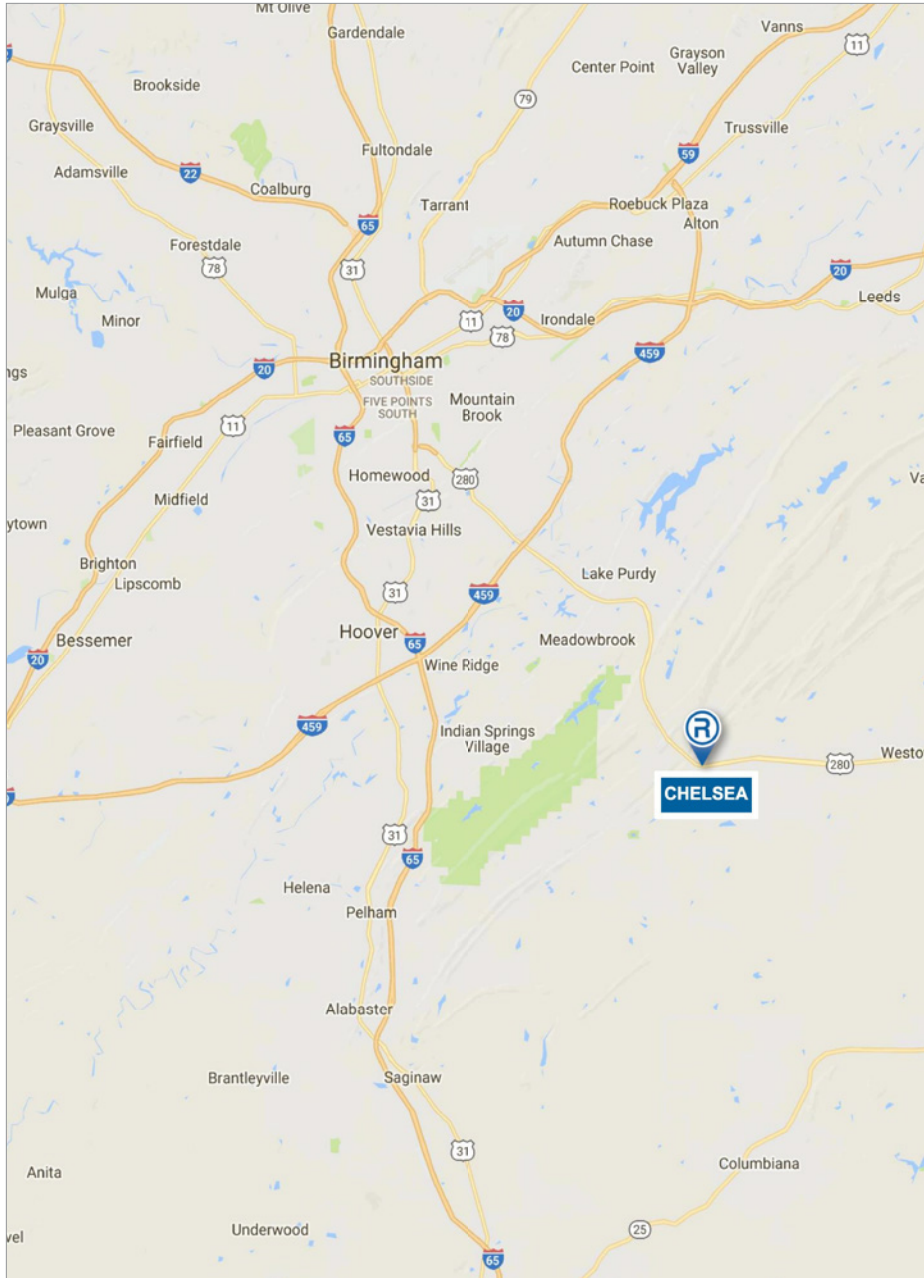 Mt Olive
Gardendale
Vanns
11
Grayson
Valley
Center Point
Brookside
79
Graysville
Trussville
Fultondale
59
Adamsville
22
Coalburg
Tarrant
Roebuck Plaza
65
Alton
Forestdale
Autumn Chase
78
31
20
Mulga
Leeds
Minor
20
11
Irondale
78
Birmingham
459
20
SOUTHSIDE
ngs
FIVE POINTS
SOUTH
Mountain
Brook
11
Pleasant Grove
65
Fairfield
Homewood
280
Va
Midfield
31
ytown
Vestavia Hills
Brighton
Lake Purdy
Lipscomb
31
459
Bessemer
Hoover
65
Meadowbrook
20
Wine Ridge
459
Indian Springs
Village
R
Westov
280
CHELSEA
31
65
Helena
Pelham
Alabaster
Brantleyville
Saginaw
31
Columbiana
Anita
Underwood
25
vel
65